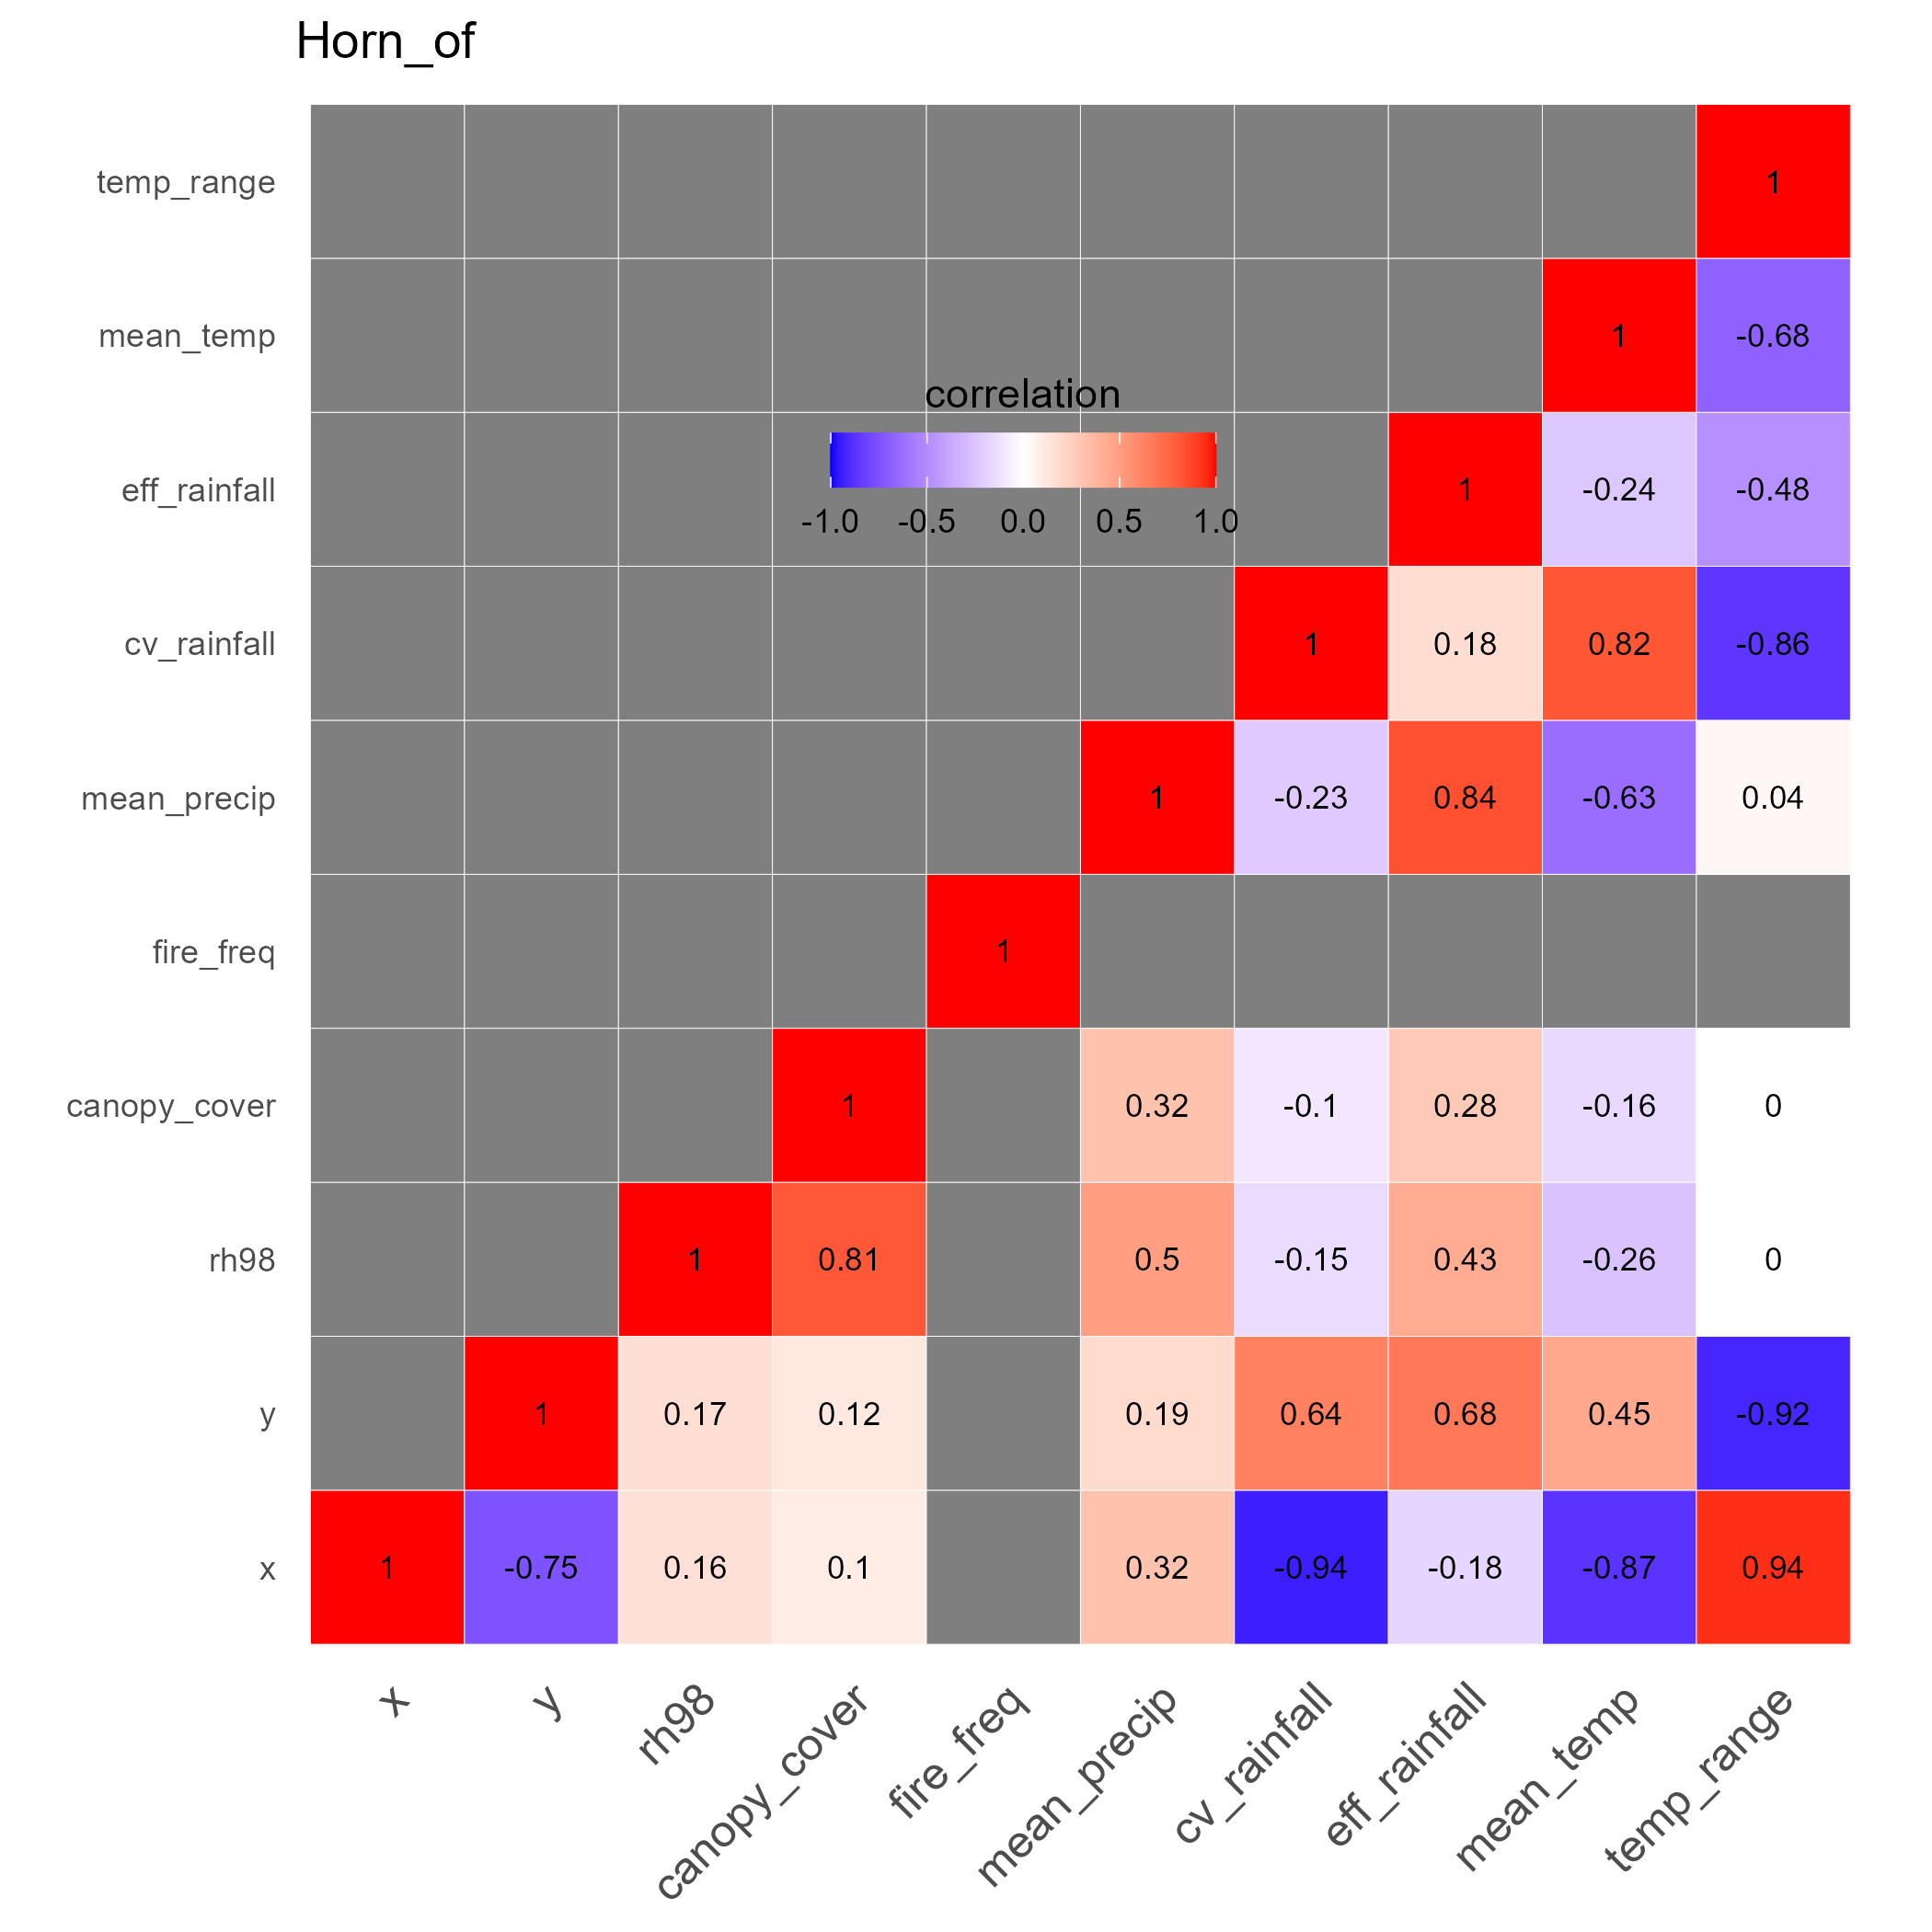 Horn_of
temp_range 1
mean_temp 1 -0.68
correlation
eff_rainfall 1 -0.24 -0.48
-1.0 -0.5 0.0 0.5 1.0
cv_rainfall 1 0.18 0.82 -0.86
mean_precip 1 -0.23 0.84 -0.63 0.04
fire_freq 1
canopy_cover 1 0.32 -0.1 0.28 -0.16 0
rh98 1 0.81 0.5 -0.15 0.43 -0.26 0
y 1 0.17 0.12 0.19 0.64 0.68 0.45 -0.92
x 1 -0.75 0.16 0.1 0.32 -0.94 -0.18 -0.87 0.94
x y rh98 canopy_cover fire_freq mean_precip cv_rainfall eff_rainfall mean_temp temp_range